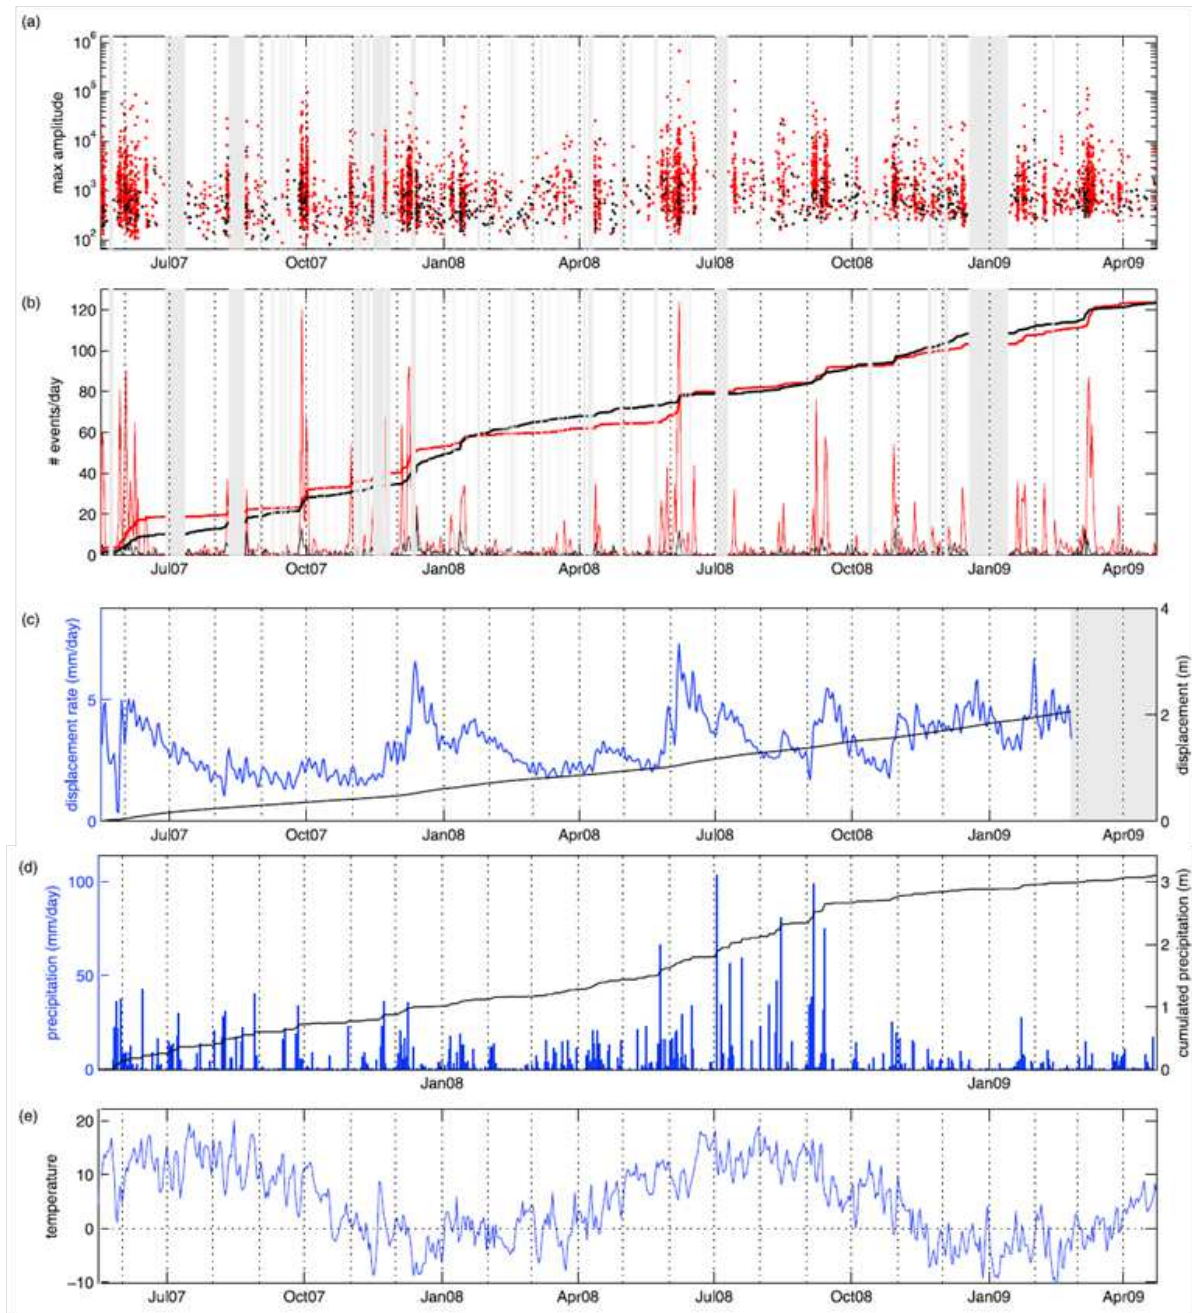 (a)
max amplitude
10^6
10^5
10^4
10^3
10^2
Jul07 Oct07 Jan08 Apr08 Jul08 Oct08 Jan09 Apr09
(b)
# events/day
120
100
80
60
40
20
0
Jul07 Oct07 Jan08 Apr08 Jul08 Oct08 Jan09 Apr09
(c)
displacement rate (mm/day)
5
0
4
3
2
1
0
displacement (m)
Jul07 Oct07 Jan08 Apr08 Jul08 Oct08 Jan09 Apr09
(d)
precipitation (mm/day)
100
50
0
3
2
1
0
cumulated precipitation (m)
Jan08 Jan09
(e)
temperature
20
10
0
−10
Jul07 Oct07 Jan08 Apr08 Jul08 Oct08 Jan09 Apr09